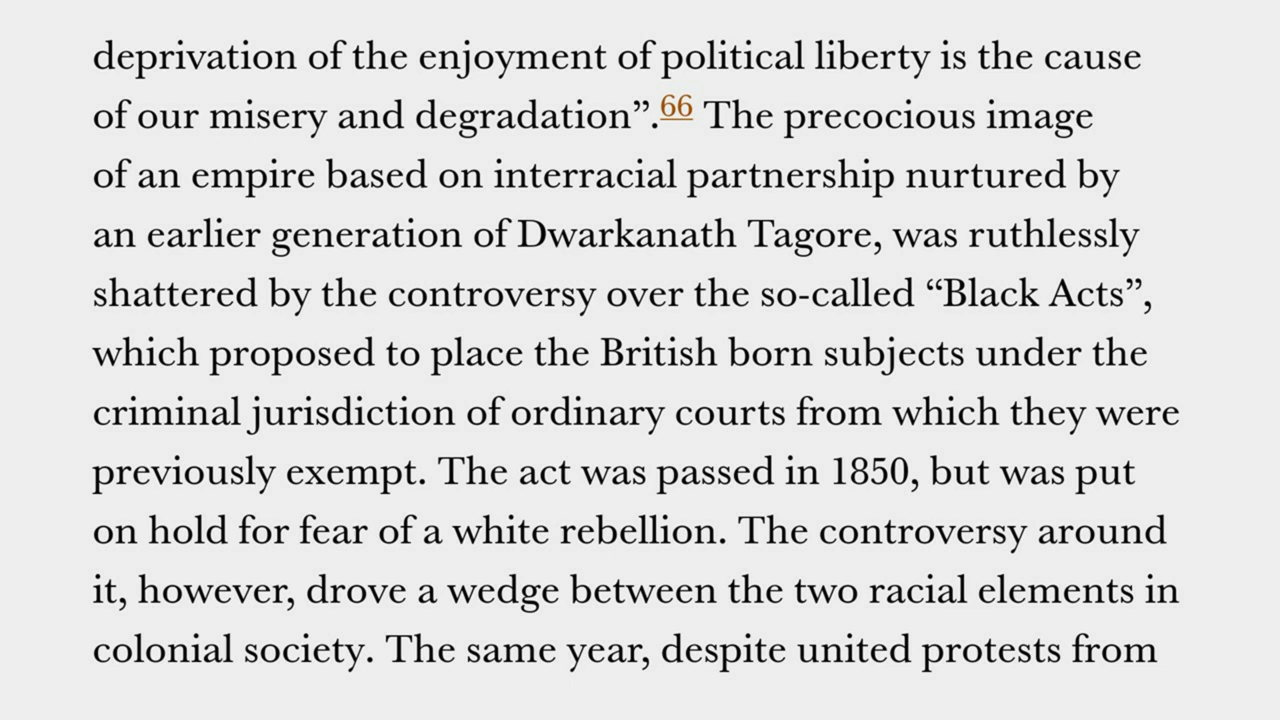 deprivation of the enjoyment of political liberty is the cause
of our misery and degradation”.66 The precocious image
of an empire based on interracial partnership nurtured by
an earlier generation of Dwarkanath Tagore, was ruthlessly
shattered by the controversy over the so-called “Black Acts”,
which proposed to place the British born subjects under the
criminal jurisdiction of ordinary courts from which they were
previously exempt. The act was passed in 1850, but was put
on hold for fear of a white rebellion. The controversy around
it, however, drove a wedge between the two racial elements in
colonial society. The same year, despite united protests from